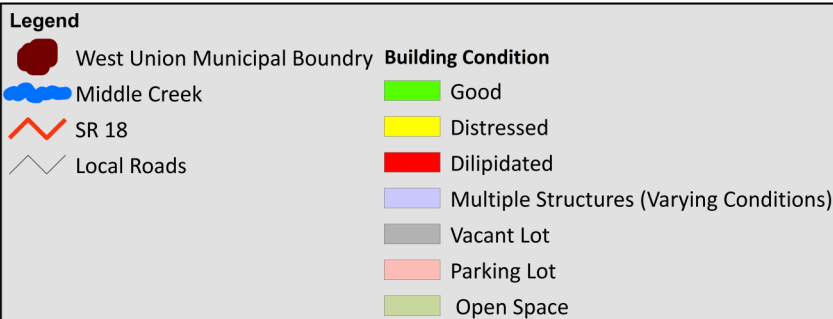 Legend
West Union Municipal Boundry
Middle Creek
SR 18
Local Roads
Building Condition
Good
Distressed
Dilipidated
Multiple Structures (Varying Conditions)
Vacant Lot
Parking Lot
Open Space